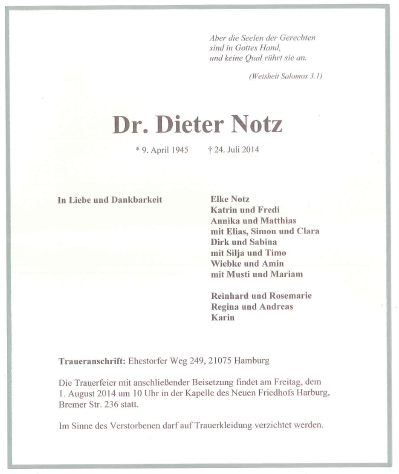 Aber die Seelen der Gerechten
sind in Gottes Hand,
und keine Qual rührt sie an.
(Weisheit Salomos 3.1)
Dr. Dieter Notz
* 9. April 1945 † 24. Juli 2014
In Liebe und Dankbarkeit
Elke Notz
Katrin und Fredi
Annika und Matthias
mit Elias, Simon und Clara
Dirk und Sabina
mit Silja und Timo
Wiebke und Amin
mit Musti und Mariam
Reinhard und Rosemarie
Regina und Andreas
Karin
Traueranschrift: Ehestorfer Weg 249, 21075 Hamburg
Die Trauerfeier mit anschließender Beisetzung findet am Freitag, dem
1. August 2014 um 10 Uhr in der Kapelle des Neuen Friedhofs Harburg,
Bremer Str. 236 statt.
Im Sinne des Verstorbenen darf auf Trauerkleidung verzichtet werden.